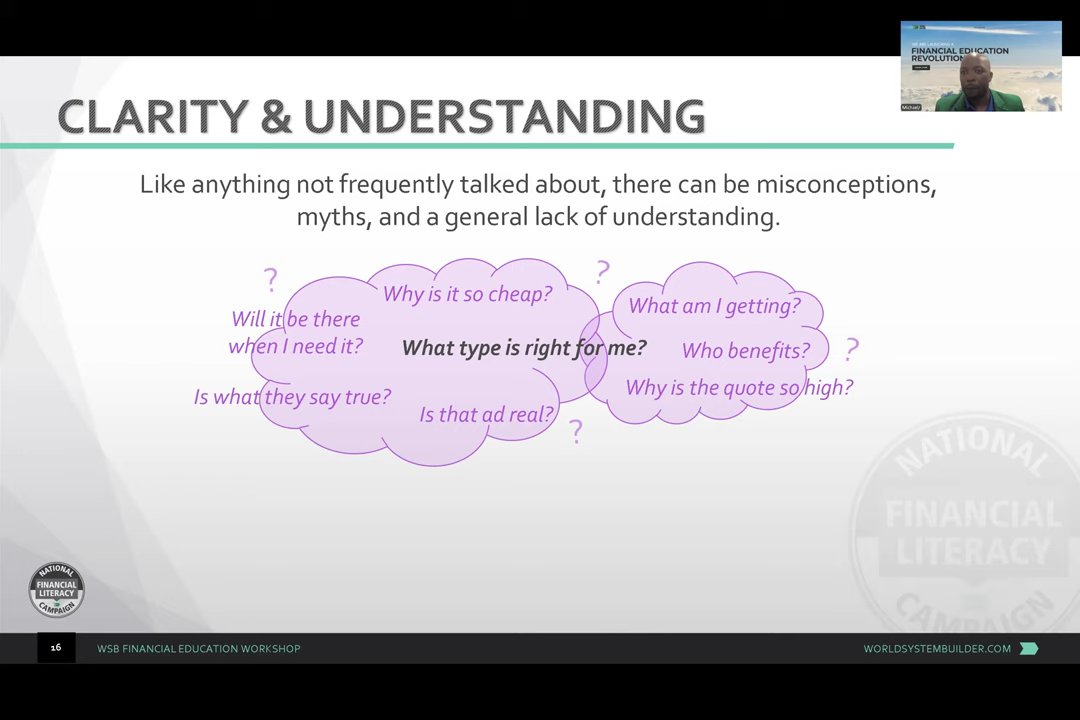 FINANCIAL EDUCATION
REVOLUTION
Michael
CLARITY & UNDERSTANDING
Like anything not frequently talked about, there can be misconceptions,
myths, and a general lack of understanding.
?
?
Why is it so cheap?
What am I getting?
Will it be there
when I need it?
What type is right for me?
Who benefits?
?
Is what they say true?
Why is the quote so high?
Is that ad real?
?
NATIONAL
FINANCIAL
LITERACY
CAMPAIGN
NATIONAL
FINANCIAL
LITERACY
CAMPAIGN
16
WSB FINANCIAL EDUCATION WORKSHOP
WORLDSYSTEMBUILDER.COM